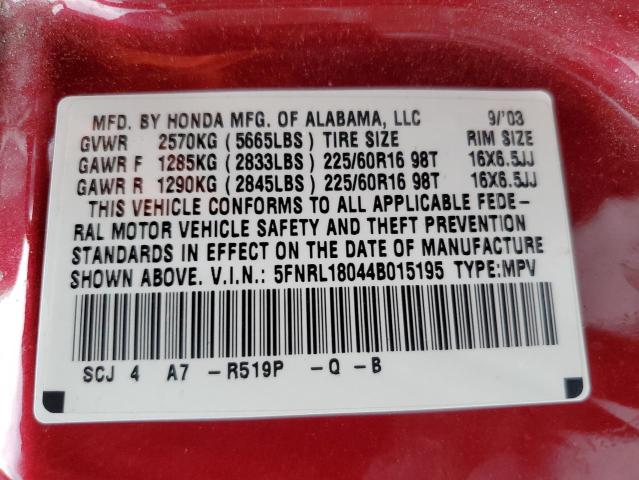 MFD. BY HONDA MFG. OF ALABAMA, LLC 9/'03
GVWR 2570KG (5665LBS) TIRE SIZE RIM SIZE
GAWR F 1285KG (2833LBS) 225/60R16 98T 16X6.5JJ
GAWR R 1290KG (2845LBS) 225/60R16 98T 16X6.5JJ
THIS VEHICLE CONFORMS TO ALL APPLICABLE FEDE-
RAL MOTOR VEHICLE SAFETY AND THEFT PREVENTION
STANDARDS IN EFFECT ON THE DATE OF MANUFACTURE
SHOWN ABOVE. V.I.N.: 5FNRL18044B015195 TYPE:MPV
SCJ 4 A7 -R519P -Q -B